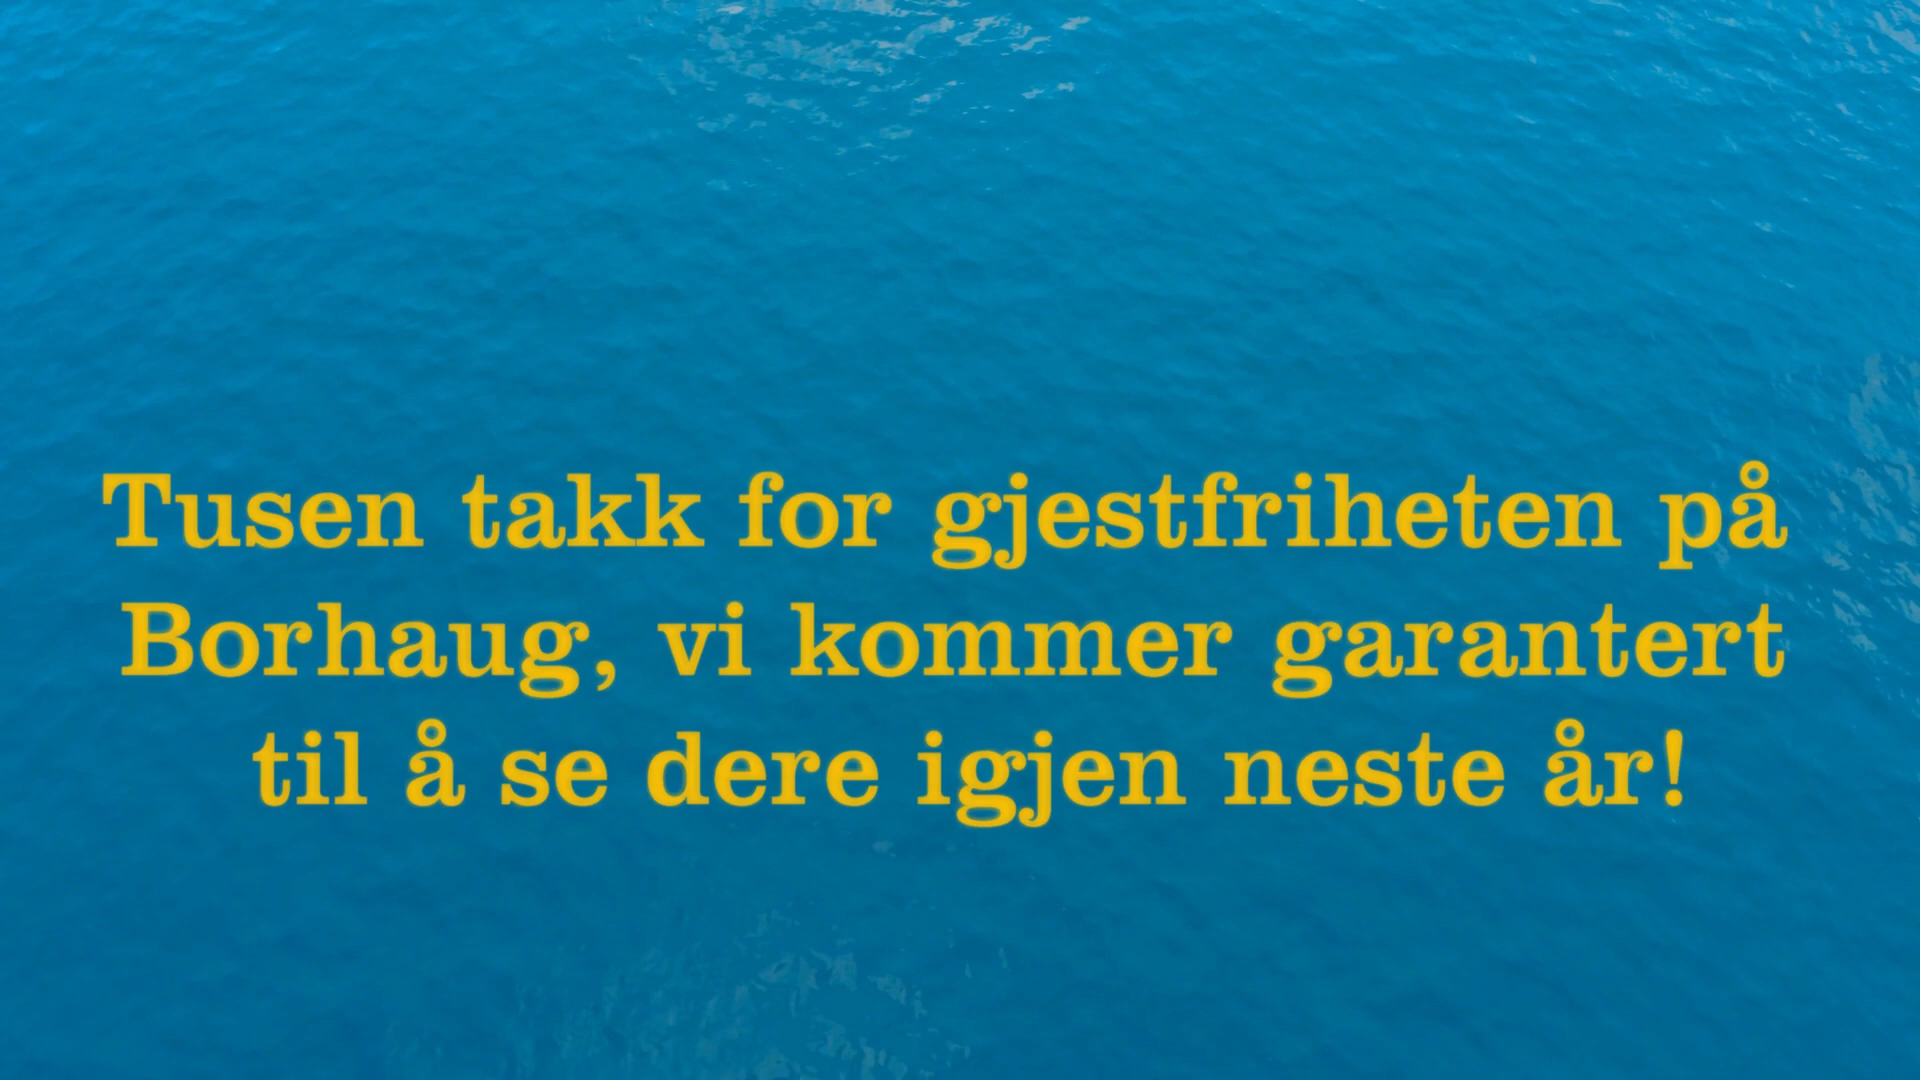 Tusen takk for gjestfriheten på
Borhaug, vi kommer garantert
til å se dere igjen neste år!